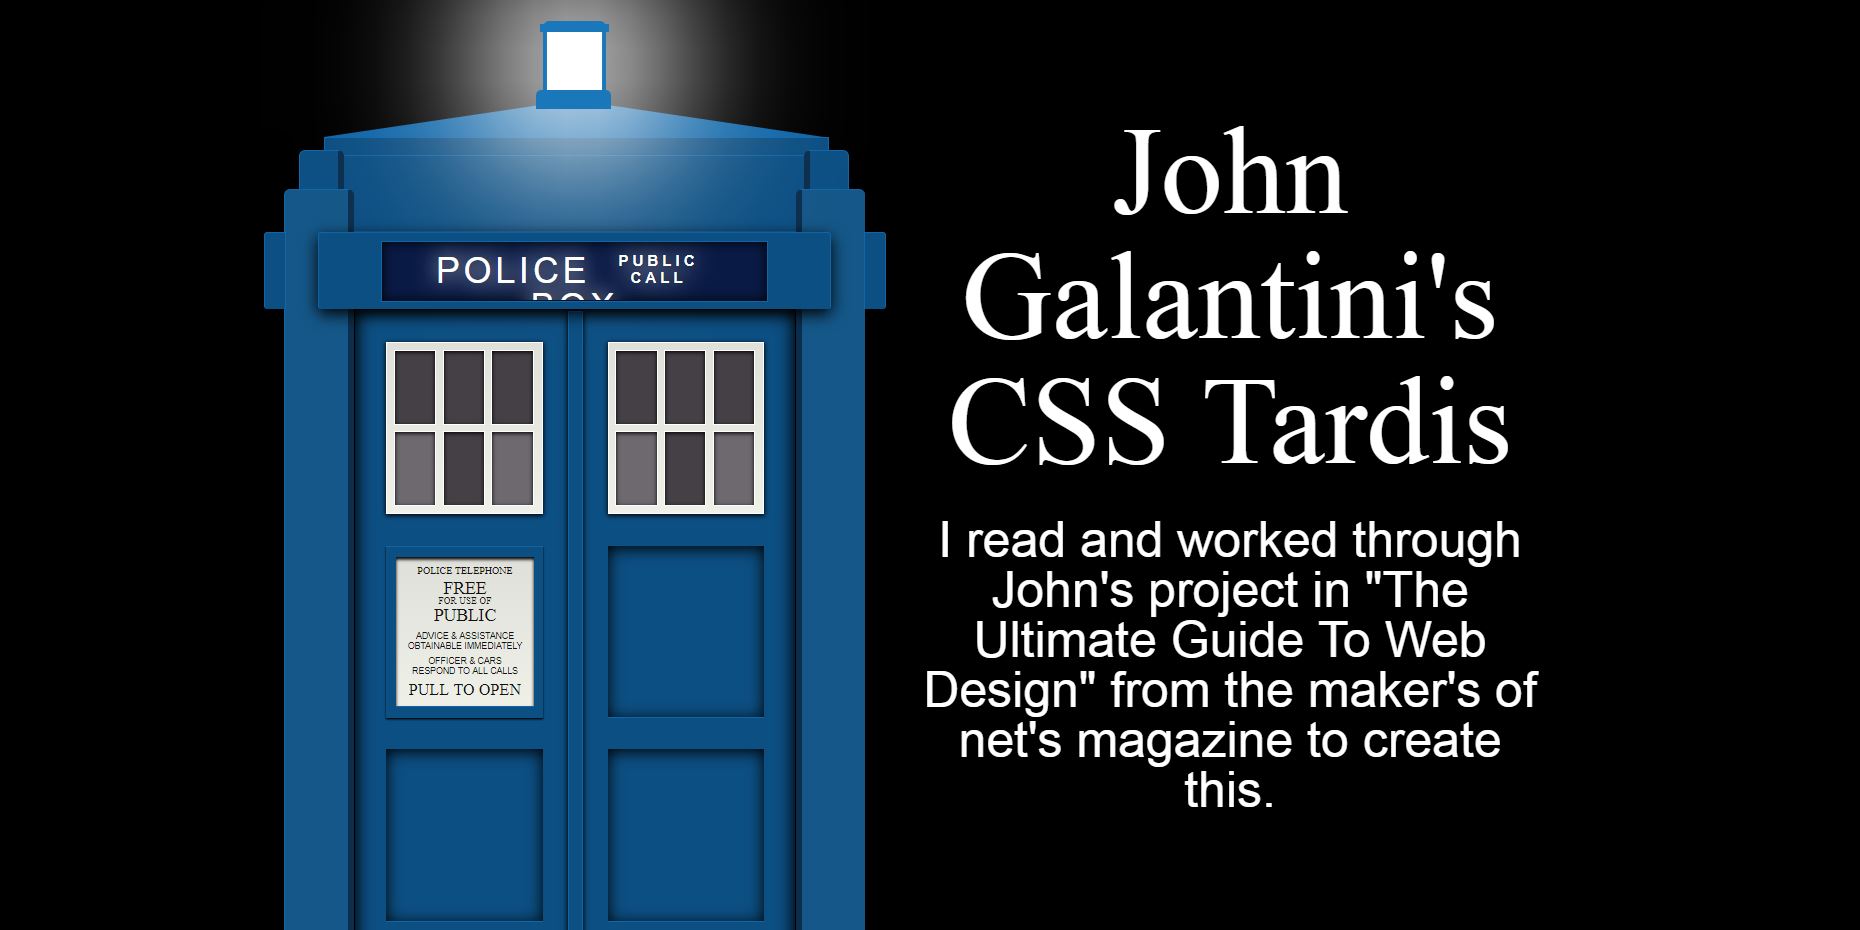 POLICE PUBLIC CALL
BOX
POLICE TELEPHONE
FREE
FOR USE OF
PUBLIC
ADVICE & ASSISTANCE
OBTAINABLE IMMEDIATELY
OFFICER & CARS
RESPOND TO ALL CALLS
PULL TO OPEN
John
Galantini's
CSS Tardis
I read and worked through
John's project in "The
Ultimate Guide To Web
Design" from the maker's of
net's magazine to create
this.